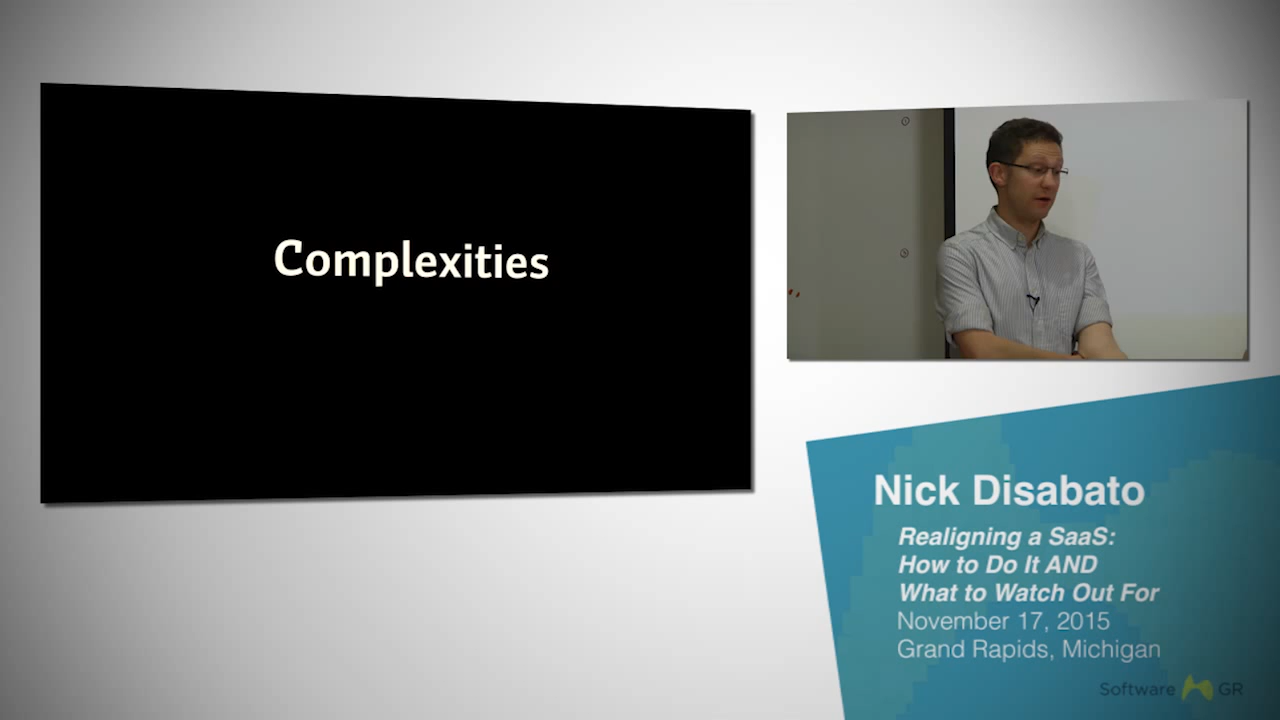 Complexities
Nick Disabato
Realigning a SaaS:
How to Do It AND
What to Watch Out For
November 17, 2015
Grand Rapids, Michigan
Software GR